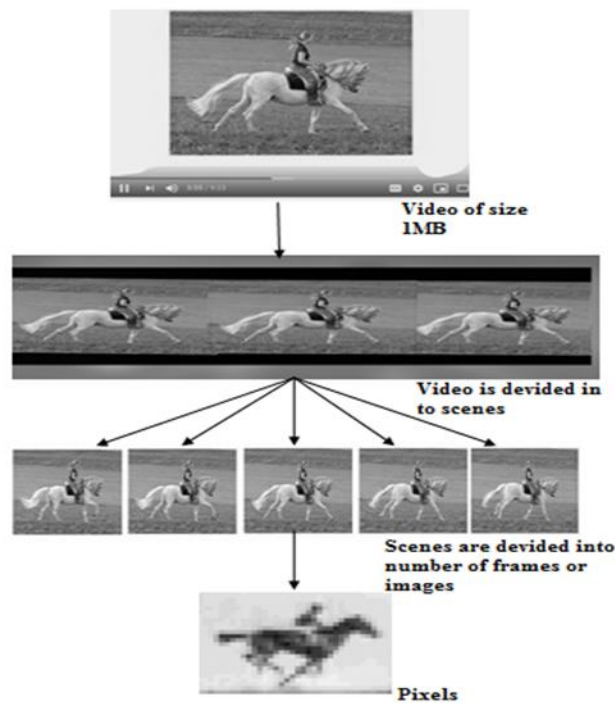 Video of size
1MB
Video is devided in
to scenes
Scenes are devided into
number of frames or
images
Pixels